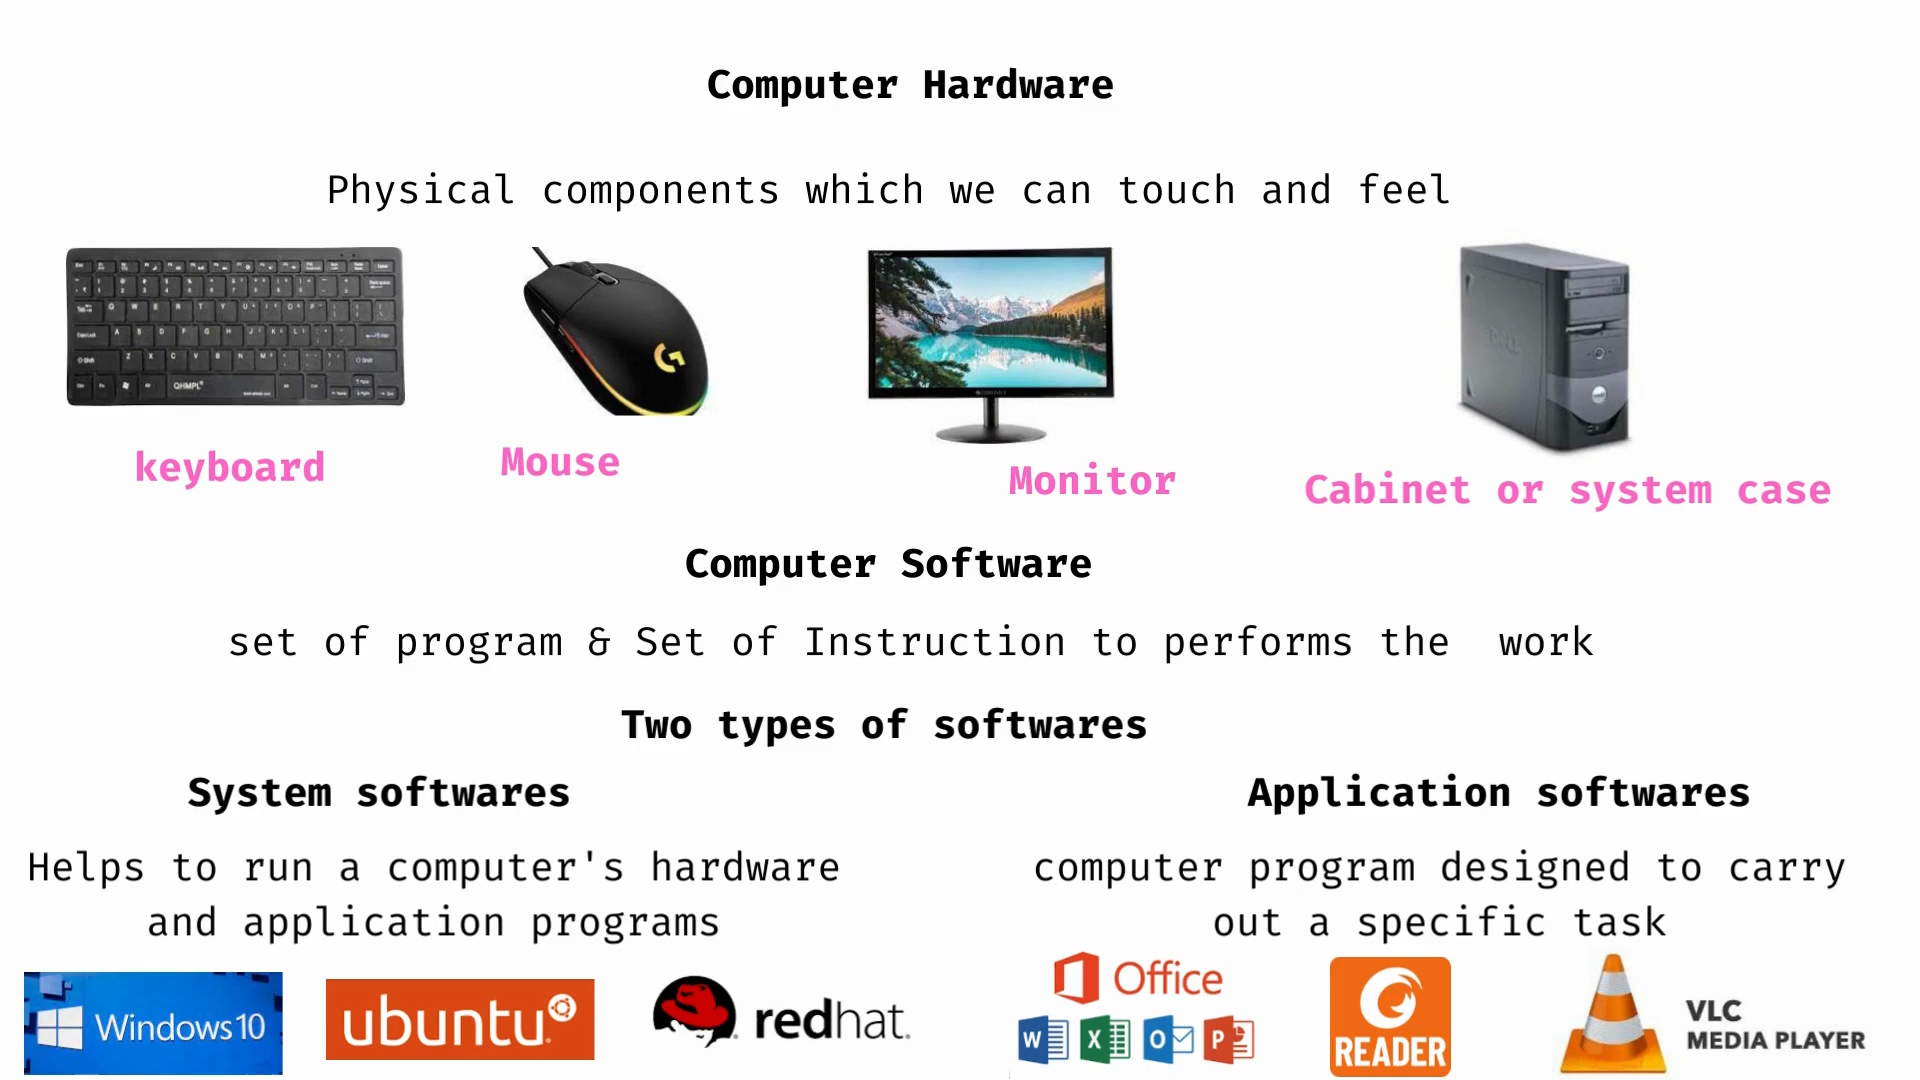 Computer Hardware
Physical components which we can touch and feel
QHMPL
DELL
keyboard
Mouse
Monitor
Cabinet or system case
Computer Software
set of program & Set of Instruction to performs the work
Two types of softwares
System softwares
Application softwares
Helps to run a computer's hardware
and application programs
computer program designed to carry
out a specific task
Windows 10
ubuntu
redhat.
Office
W X O P
READER
VLC
MEDIA PLAYER